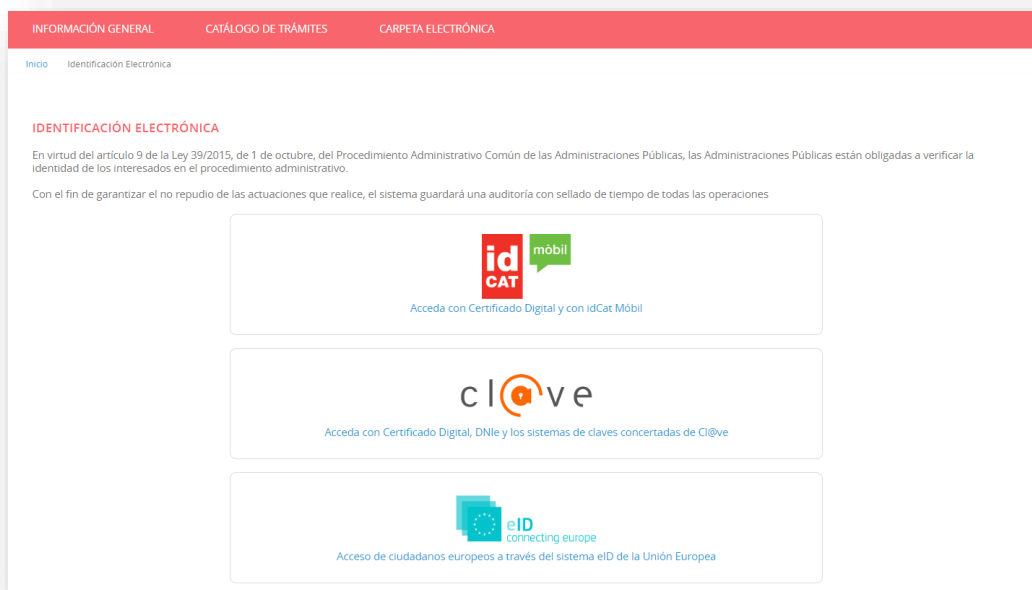 INFORMACIÓN GENERAL CATÁLOGO DE TRÁMITES CARPETA ELECTRÓNICA
Inicio Identificación Electrónica
IDENTIFICACIÓN ELECTRÓNICA
En virtud del artículo 9 de la Ley 39/2015, de 1 de octubre, del Procedimiento Administrativo Común de las Administraciones Públicas, las Administraciones Públicas están obligadas a verificar la
identidad de los interesados en el procedimiento administrativo.
Con el fin de garantizar el no repudio de las actuaciones que realice, el sistema guardará una auditoría con sellado de tiempo de todas las operaciones
id
CAT
mòbil
Acceda con Certificado Digital y con idCat Móbil
cl@ve
Acceda con Certificado Digital, DNIe y los sistemas de claves concertadas de Cl@ve
eID
connecting europe
Acceso de ciudadanos europeos a través del sistema eID de la Unión Europea